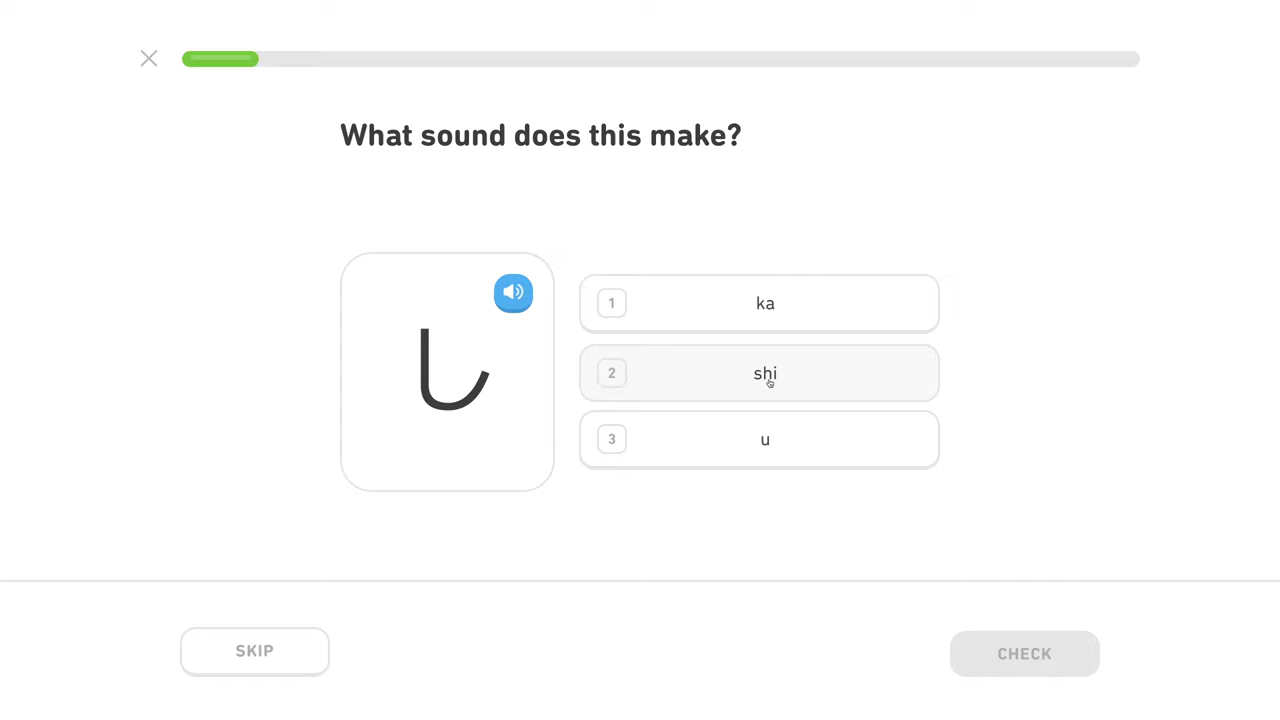 What sound does this make?
し
1 ka
2 shi
3 u
SKIP
CHECK